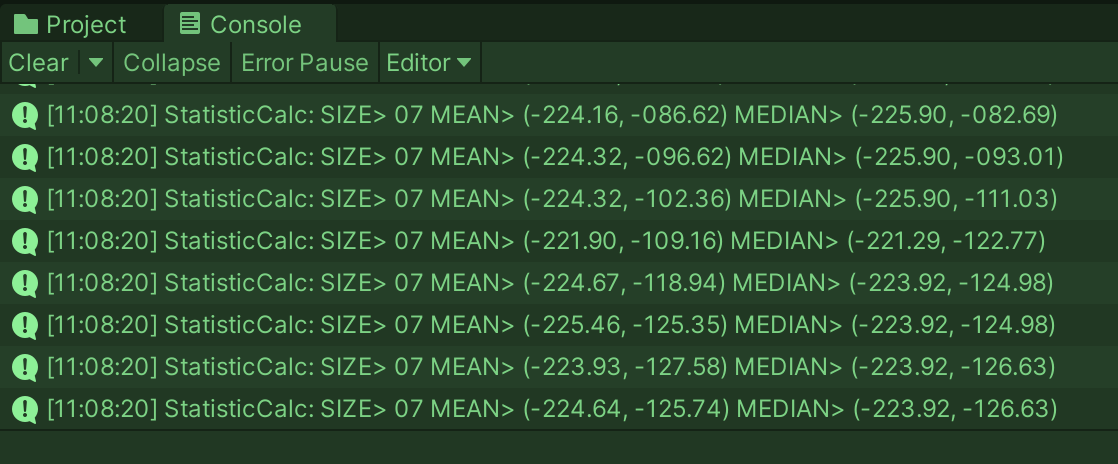 Project Console
Clear Collapse Error Pause Editor
[11:08:20] StatisticCalc: SIZE> 07 MEAN> (-224.16, -086.62) MEDIAN> (-225.90, -082.69)
[11:08:20] StatisticCalc: SIZE> 07 MEAN> (-224.32, -096.62) MEDIAN> (-225.90, -093.01)
[11:08:20] StatisticCalc: SIZE> 07 MEAN> (-224.32, -102.36) MEDIAN> (-225.90, -111.03)
[11:08:20] StatisticCalc: SIZE> 07 MEAN> (-221.90, -109.16) MEDIAN> (-221.29, -122.77)
[11:08:20] StatisticCalc: SIZE> 07 MEAN> (-224.67, -118.94) MEDIAN> (-223.92, -124.98)
[11:08:20] StatisticCalc: SIZE> 07 MEAN> (-225.46, -125.35) MEDIAN> (-223.92, -124.98)
[11:08:20] StatisticCalc: SIZE> 07 MEAN> (-223.93, -127.58) MEDIAN> (-223.92, -126.63)
[11:08:20] StatisticCalc: SIZE> 07 MEAN> (-224.64, -125.74) MEDIAN> (-223.92, -126.63)